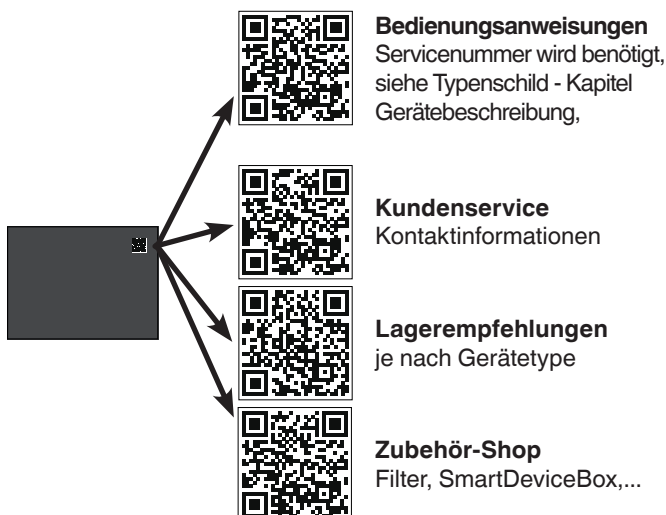 Bedienungsanweisungen
Servicenummer wird benötigt,
siehe Typenschild - Kapitel
Gerätebeschreibung,
Kundenservice
Kontaktinformationen
Lagerempfehlungen
je nach Gerätetype
Zubehör-Shop
Filter, SmartDeviceBox,...